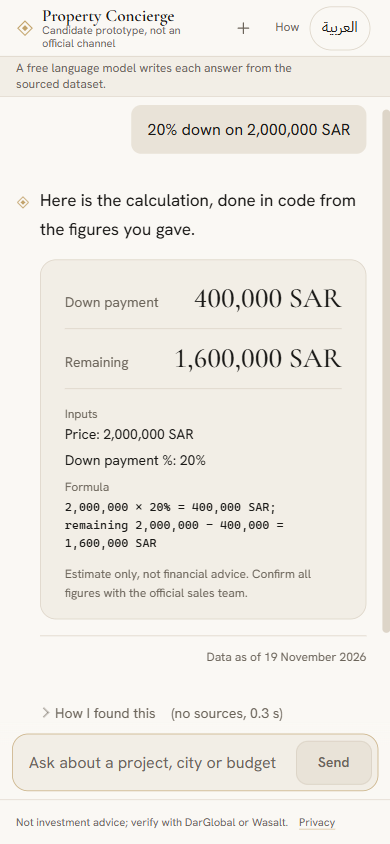 Property Concierge
Candidate prototype, not an
official channel
+
How
العربية
A free language model writes each answer from the
sourced dataset.
20% down on 2,000,000 SAR
Here is the calculation, done in code from
the figures you gave.
Down payment 400,000 SAR
Remaining 1,600,000 SAR
Inputs
Price: 2,000,000 SAR
Down payment %: 20%
Formula
2,000,000 × 20% = 400,000 SAR;
remaining 2,000,000 − 400,000 =
1,600,000 SAR
Estimate only, not financial advice. Confirm all
figures with the official sales team.
Data as of 19 November 2026
How I found this (no sources, 0.3 s)
Ask about a project, city or budget
Send
Not investment advice; verify with DarGlobal or Wasalt. Privacy